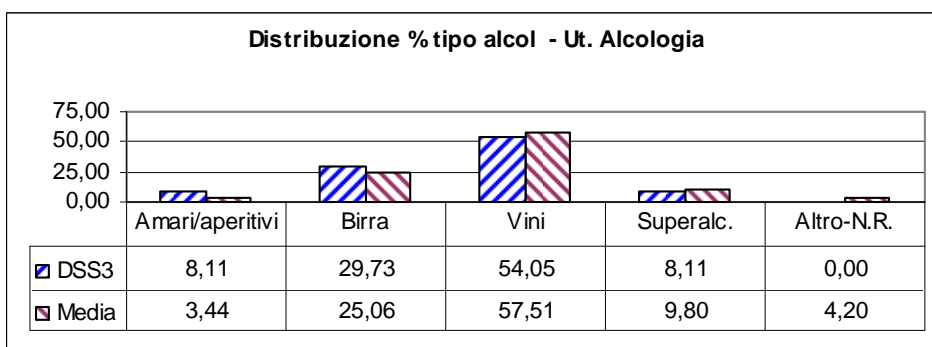 Distribuzione % tipo alcol - Ut. Alcologia
75,00
50,00
25,00
0,00
Amari/aperitivi Birra Vini Superalc. Altro-N.R.
DSS3 8,11 29,73 54,05 8,11 0,00
Media 3,44 25,06 57,51 9,80 4,20